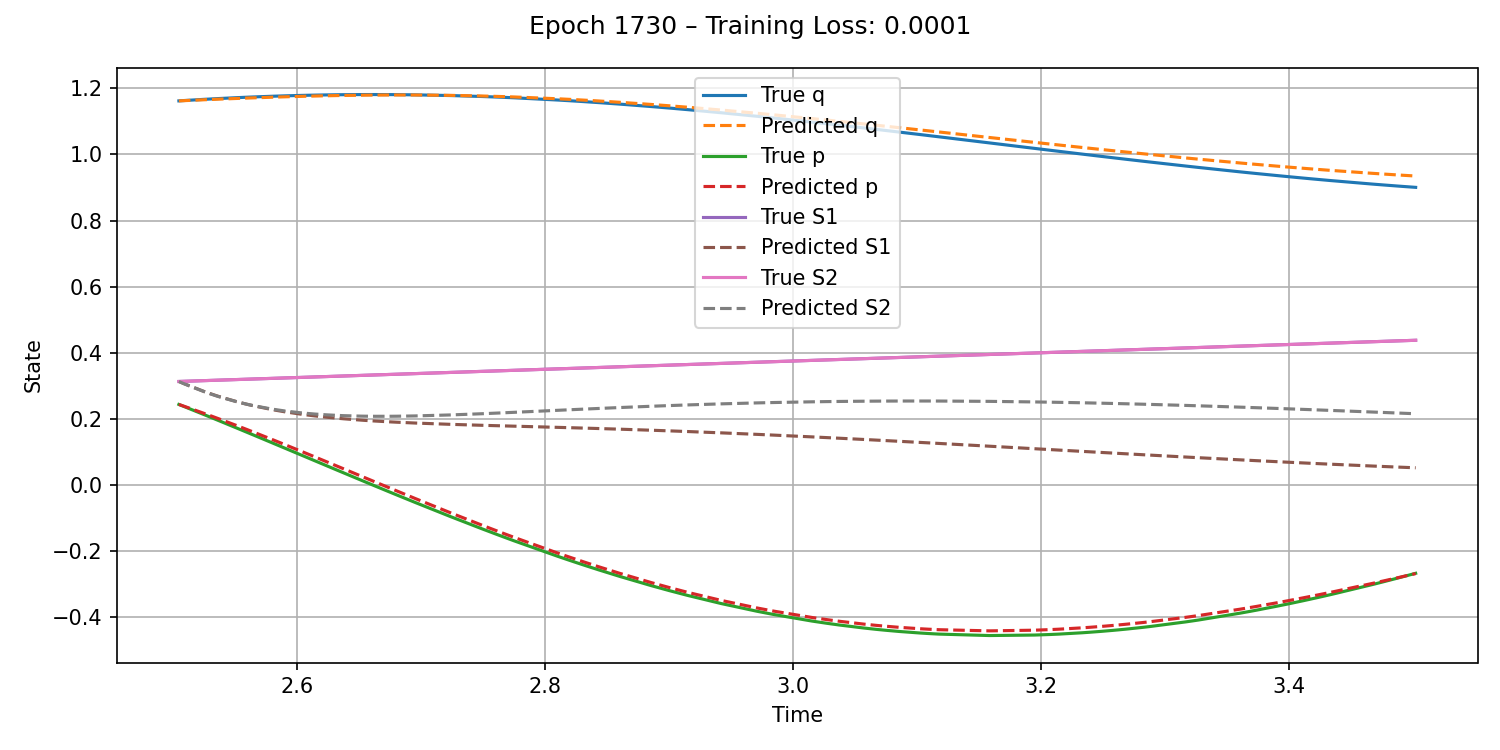 Epoch 1730 – Training Loss: 0.0001
1.2
1.0
0.8
0.6
0.4
0.2
0.0
−0.2
−0.4
State
True q
Predicted q
True p
Predicted p
True S1
Predicted S1
True S2
Predicted S2
2.6
2.8
3.0
3.2
3.4
Time